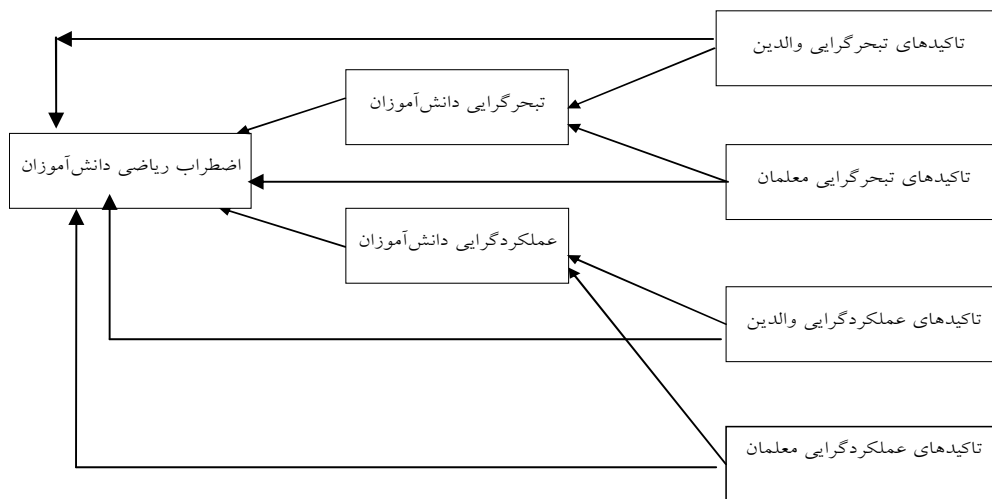 تاکیدهای تبحرگرایی والدین
تبحرگرایی دانش‌آموزان
اضطراب ریاضی دانش‌آموزان
تاکیدهای تبحرگرایی معلمان
عملکردگرایی دانش‌آموزان
تاکیدهای عملکردگرایی والدین
تاکیدهای عملکردگرایی معلمان